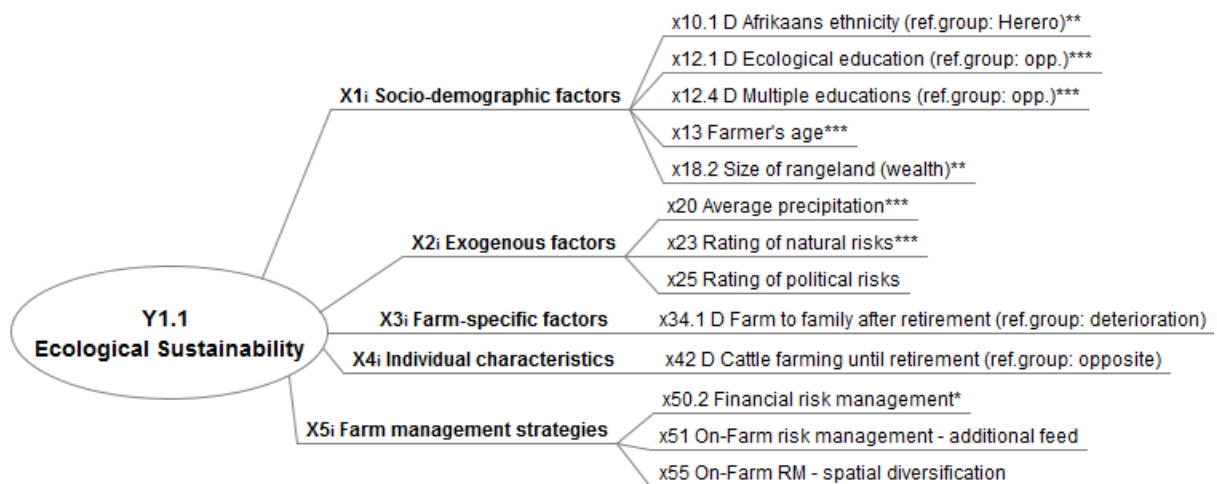 x10.1 D Afrikaans ethnicity (ref.group: Herero)**
x12.1 D Ecological education (ref.group: opp.)***
X1i Socio-demographic factors
x12.4 D Multiple educations (ref.group: opp.)***
x13 Farmer's age***
x18.2 Size of rangeland (wealth)**
x20 Average precipitation***
X2i Exogenous factors
x23 Rating of natural risks***
x25 Rating of political risks
Y1.1
Ecological Sustainability
X3i Farm-specific factors
x34.1 D Farm to family after retirement (ref.group: deterioration)
X4i Individual characteristics
x42 D Cattle farming until retirement (ref.group: opposite)
x50.2 Financial risk management*
X5i Farm management strategies
x51 On-Farm risk management - additional feed
x55 On-Farm RM - spatial diversification